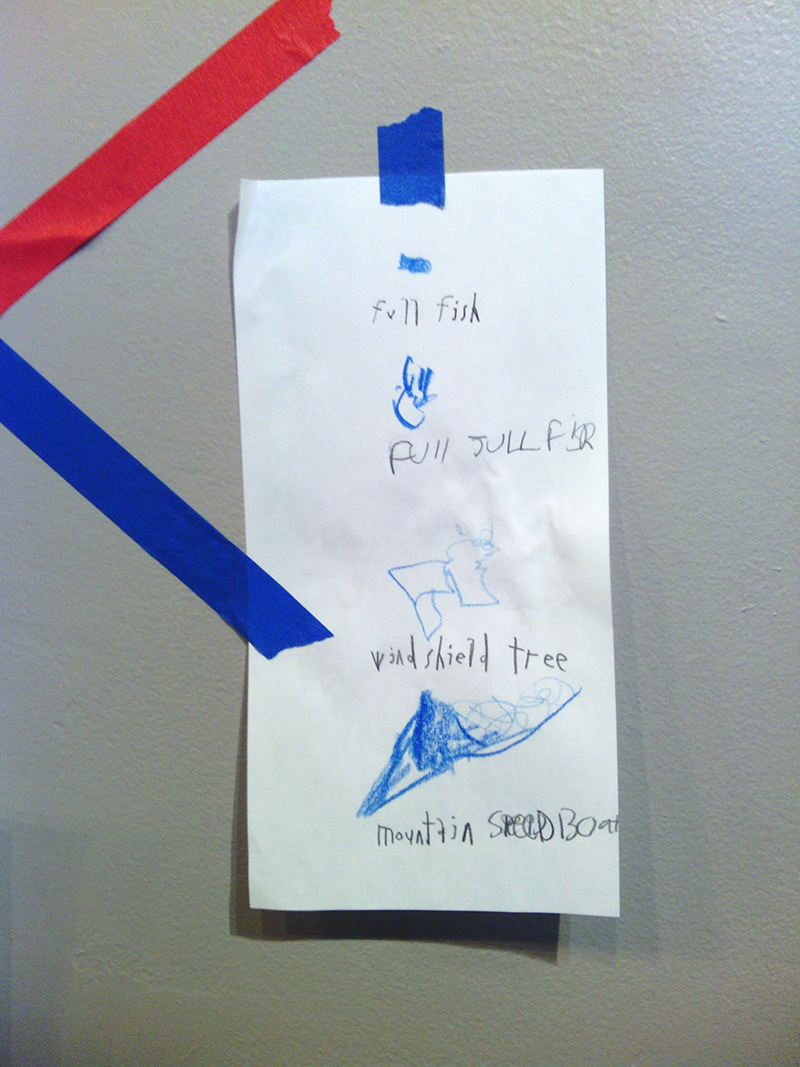 full fish
FUll JULL FISR
windshield tree
mountain SPEEDBOat